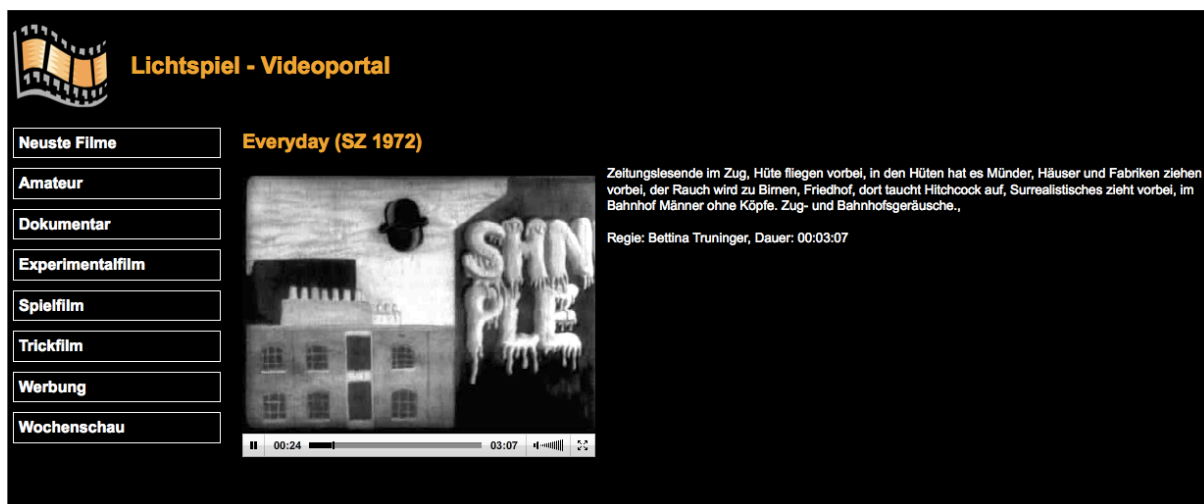 Lichtspiel - Videoportal
Neuste Filme
Amateur
Dokumentar
Experimentalfilm
Spielfilm
Trickfilm
Werbung
Wochenschau
Everyday (SZ 1972)
SHN
PLE
00:24
03:07
Zeitungslesende im Zug, Hüte fliegen vorbei, in den Hüten hat es Münder, Häuser und Fabriken ziehen
vorbei, der Rauch wird zu Birnen, Friedhof, dort taucht Hitchcock auf, Surrealistisches zieht vorbei, im
Bahnhof Männer ohne Köpfe. Zug- und Bahnhofsgeräusche.,
Regie: Bettina Truninger, Dauer: 00:03:07